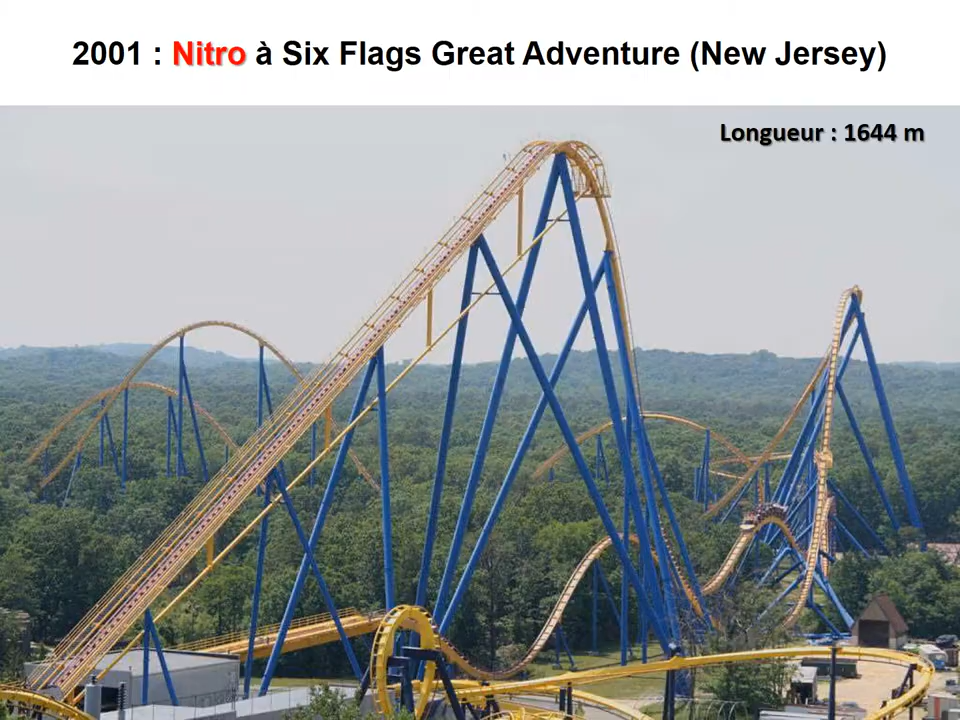 2001 : Nitro à Six Flags Great Adventure (New Jersey)
Longueur : 1644 m